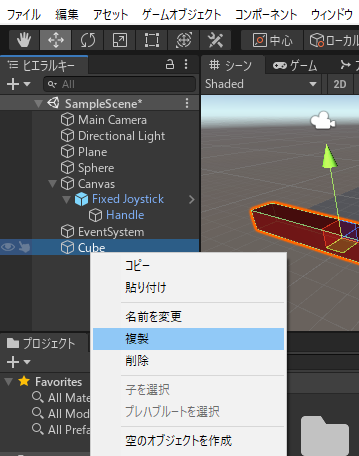 ファイル 編集 アセット ゲームオブジェクト コンポーネント ウィンドウ
中心 ローカル
ヒエラルキー シーン ゲーム
All Shaded 2D
SampleScene*
Main Camera
Directional Light
Plane
Sphere
Canvas
Fixed Joystick
Handle
EventSystem
Cube
コピー
貼り付け
名前を変更
複製
削除
子を選択
プレハブルートを選択
空のオブジェクトを作成
プロジェクト
Favorites
All Mate
All Mod
All Prefa